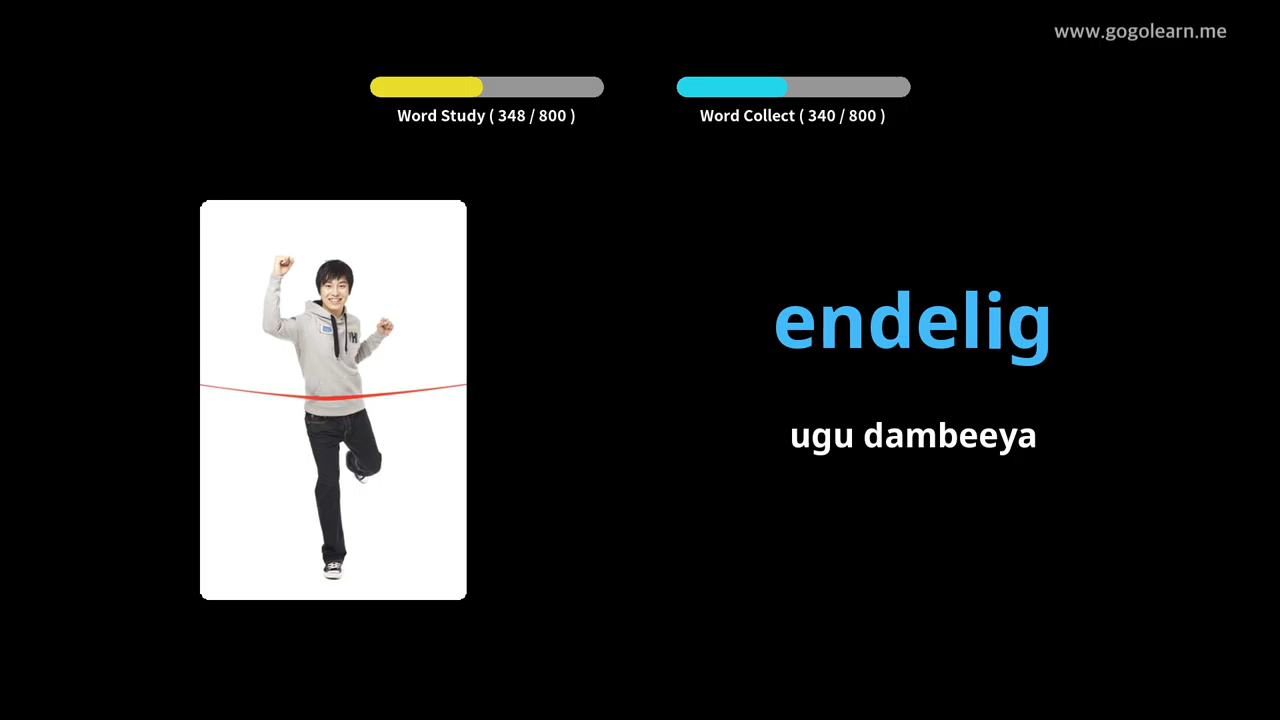 www.gogolearn.me
Word Study ( 348 / 800 )
Word Collect ( 340 / 800 )
endelig
ugu dambeeya